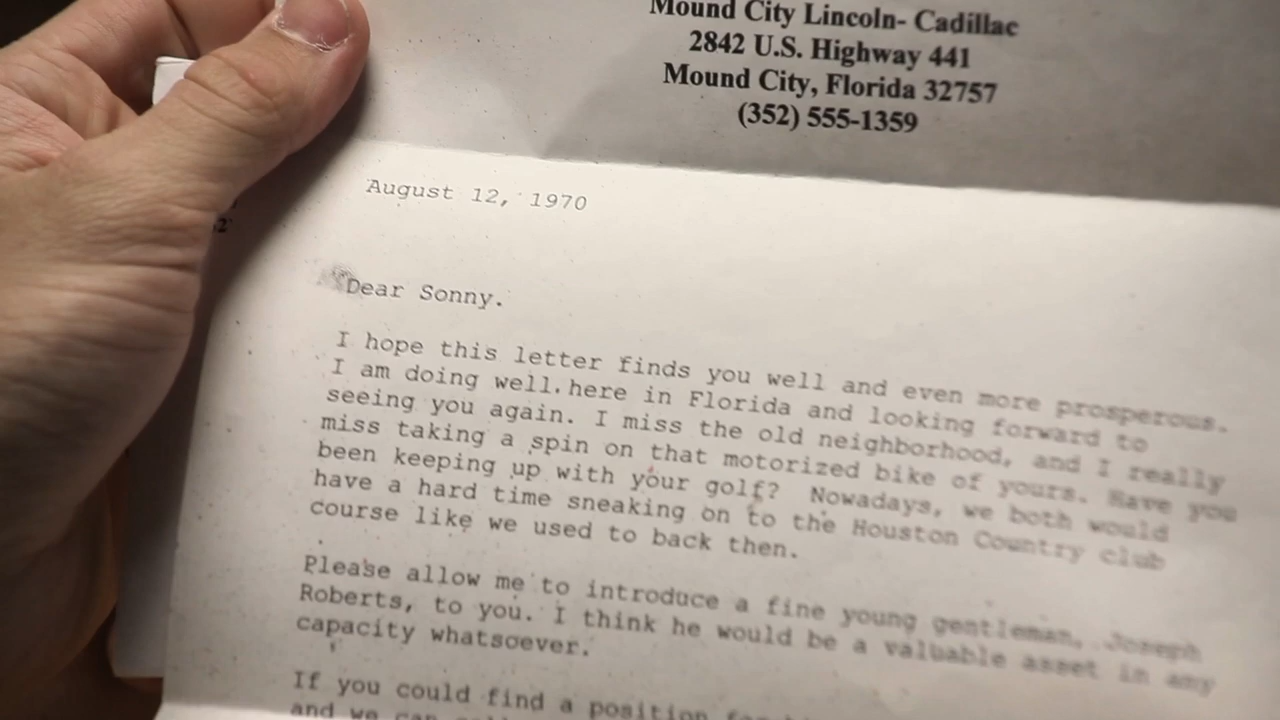 Mound City Lincoln- Cadillac
2842 U.S. Highway 441
Mound City, Florida 32757
(352) 555-1359
August 12, 1970
Dear Sonny.
I hope this letter finds you well and even more prosperous.
I am doing well.here in Florida and looking forward to
seeing you again. I miss the old neighborhood, and I really
miss taking a spin on that motorized bike of yours. Have you
been keeping up with your golf? Nowadays, we both would
have a hard time sneaking on to the Houston Country club
course like we used to back then.
Please allow me to introduce a fine young gentleman, Joseph
Roberts, to you. I think he would be a valuable asset in any
capacity whatsoever.
If you could find a position for
and we can